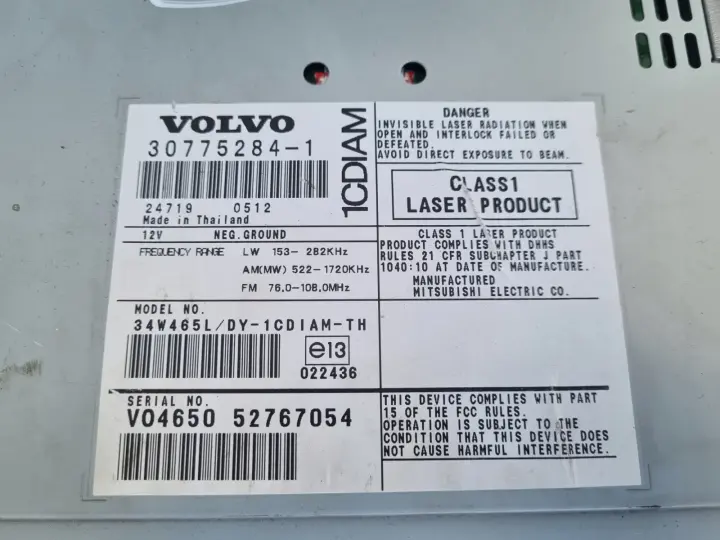 VOLVO
30775284-1
24719 0512
Made in Thailand
1CDIAM
12V NEG.GROUND
FREQUENCY RANGE LW 153- 282KHz
AM(MW) 522-1720KHz
FM 76.0-108.0MHz
MODEL NO.
34W465L/DY-1CDIAM-TH
e13
022436
SERIAL NO.
VO4650 52767054
DANGER
INVISIBLE LASER RADIATION WHEN
OPEN AND INTERLOCK FAILED OR
DEFEATED.
AVOID DIRECT EXPOSURE TO BEAM.
CLASS1
LASER PRODUCT
CLASS 1 LASER PRODUCT
PRODUCT COMPLIES WITH DHHS
RULES 21 CFR SUBCHAPTER J PART
1040:10 AT DATE OF MANUFACTURE.
MANUFACTURED
MITSUBISHI ELECTRIC CO.
THIS DEVICE COMPLIES WITH PART
15 OF THE FCC RULES.
OPERATION IS SUBJECT TO THE
CONDITION THAT THIS DEVICE DOES
NOT CAUSE HARMFUL INTERFERENCE.